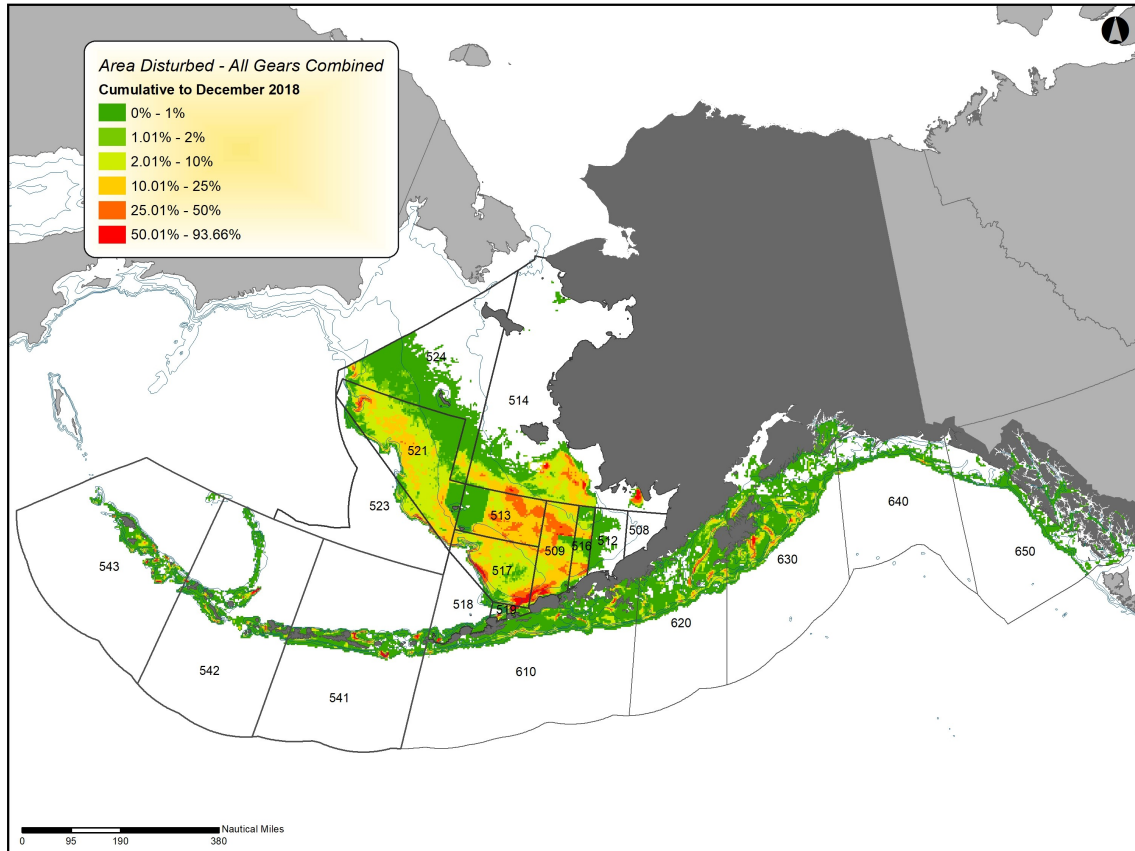 Area Disturbed - All Gears Combined
Cumulative to December 2018
0% - 1%
1.01% - 2%
2.01% - 10%
10.01% - 25%
25.01% - 50%
50.01% - 93.66%
524
514
521
523
513
508
512
509
516
517
518
519
543
542
541
610
620
630
640
650
Nautical Miles
0 95 190 380